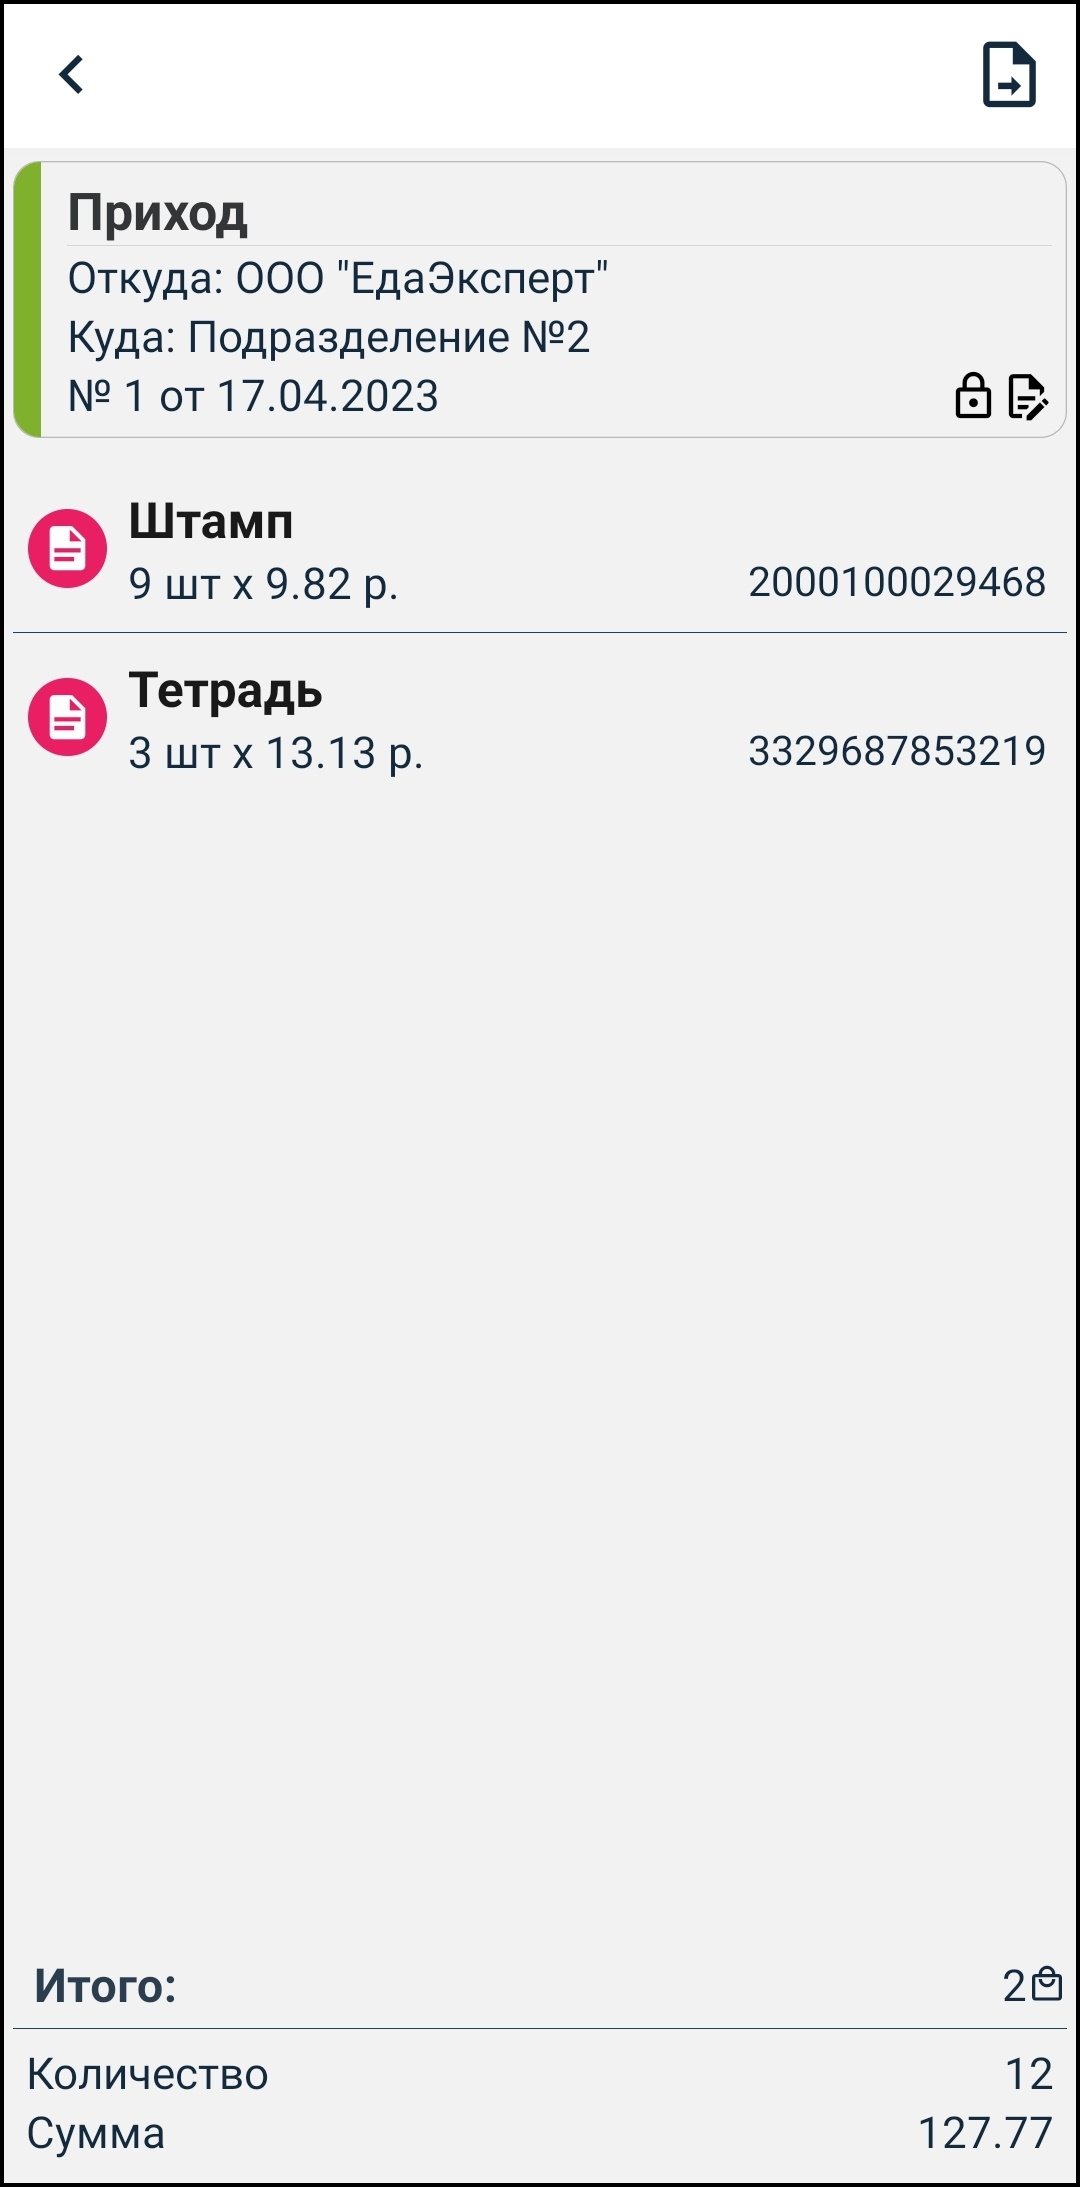 Приход
Откуда: ООО "ЕдаЭксперт"
Куда: Подразделение №2
№ 1 от 17.04.2023
Штамп
9 шт x 9.82 р.
2000100029468
Тетрадь
3 шт x 13.13 р.
3329687853219
Итого:
2
Количество
12
Сумма
127.77